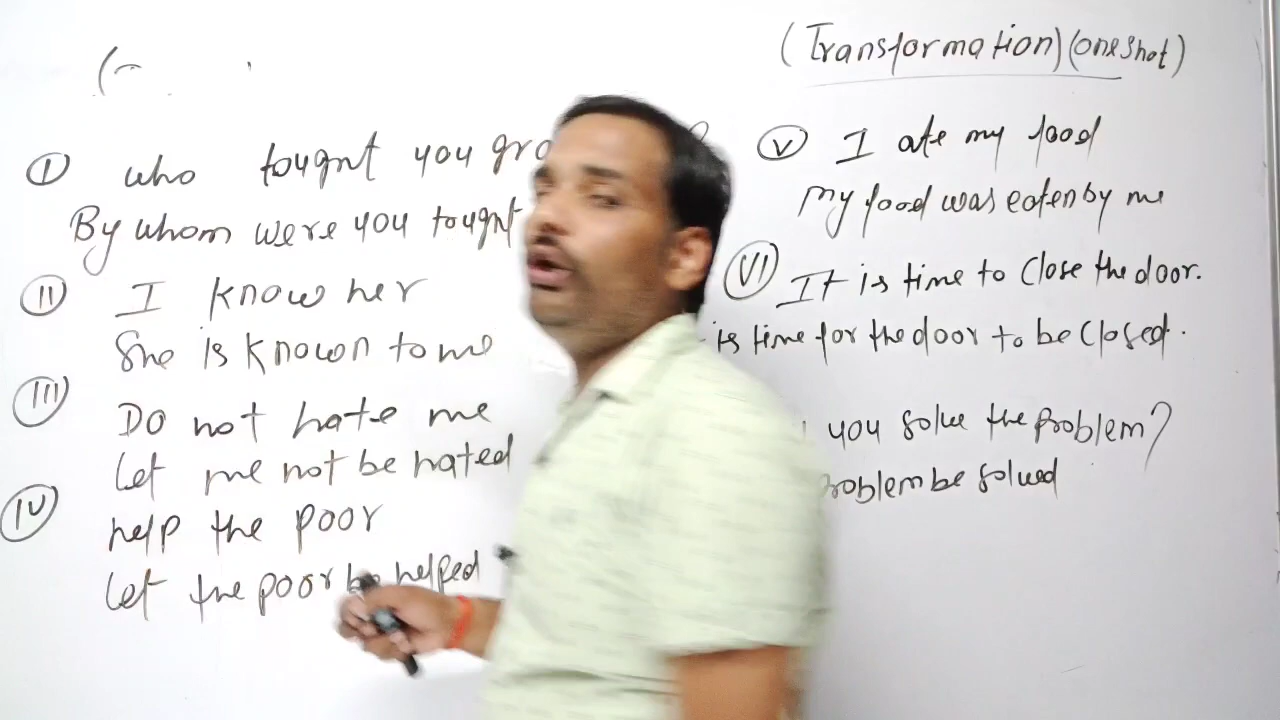 (Transformation) (one shot)
(I) who tought you gra ?
By whom were you tought
(II) I know her
She is known to me
(III) Do not hate me
Let me not be hated
(IV) help the poor
Let the poor be helped
(V) I ate my food
My food was eaten by me
(VI) It is time to close the door.
is time for the door to be closed.
you solve the problem?
problem be solved